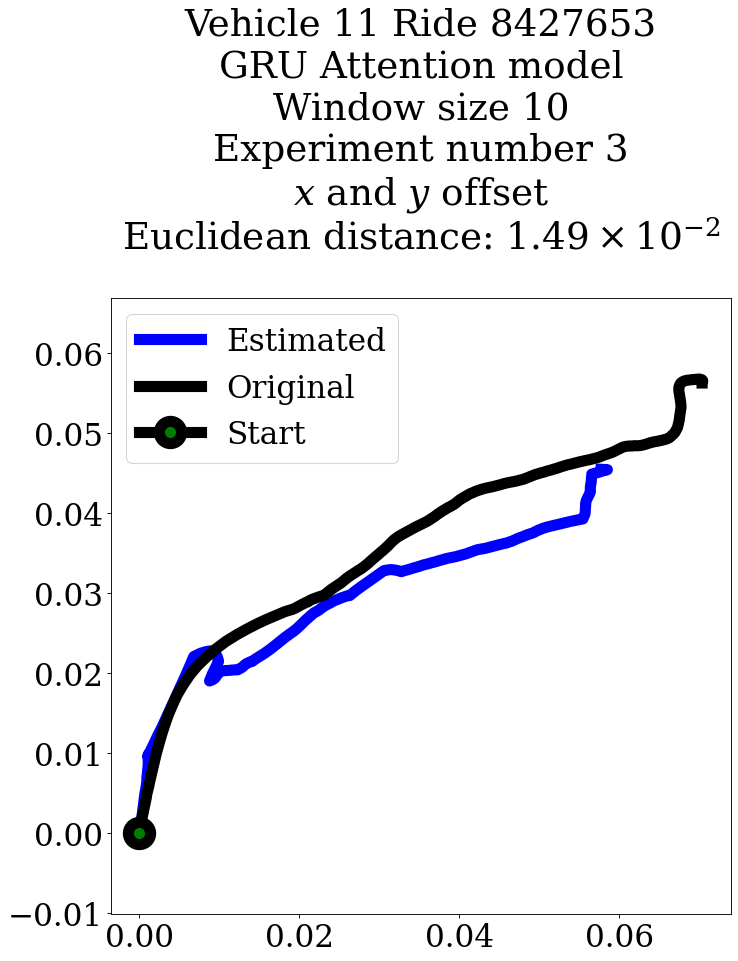 Vehicle 11 Ride 8427653
GRU Attention model
Window size 10
Experiment number 3
x and y offset
Euclidean distance: 1.49 × 10⁻²
Estimated
Original
Start
0.06
0.05
0.04
0.03
0.02
0.01
0.00
−0.01
0.00 0.02 0.04 0.06